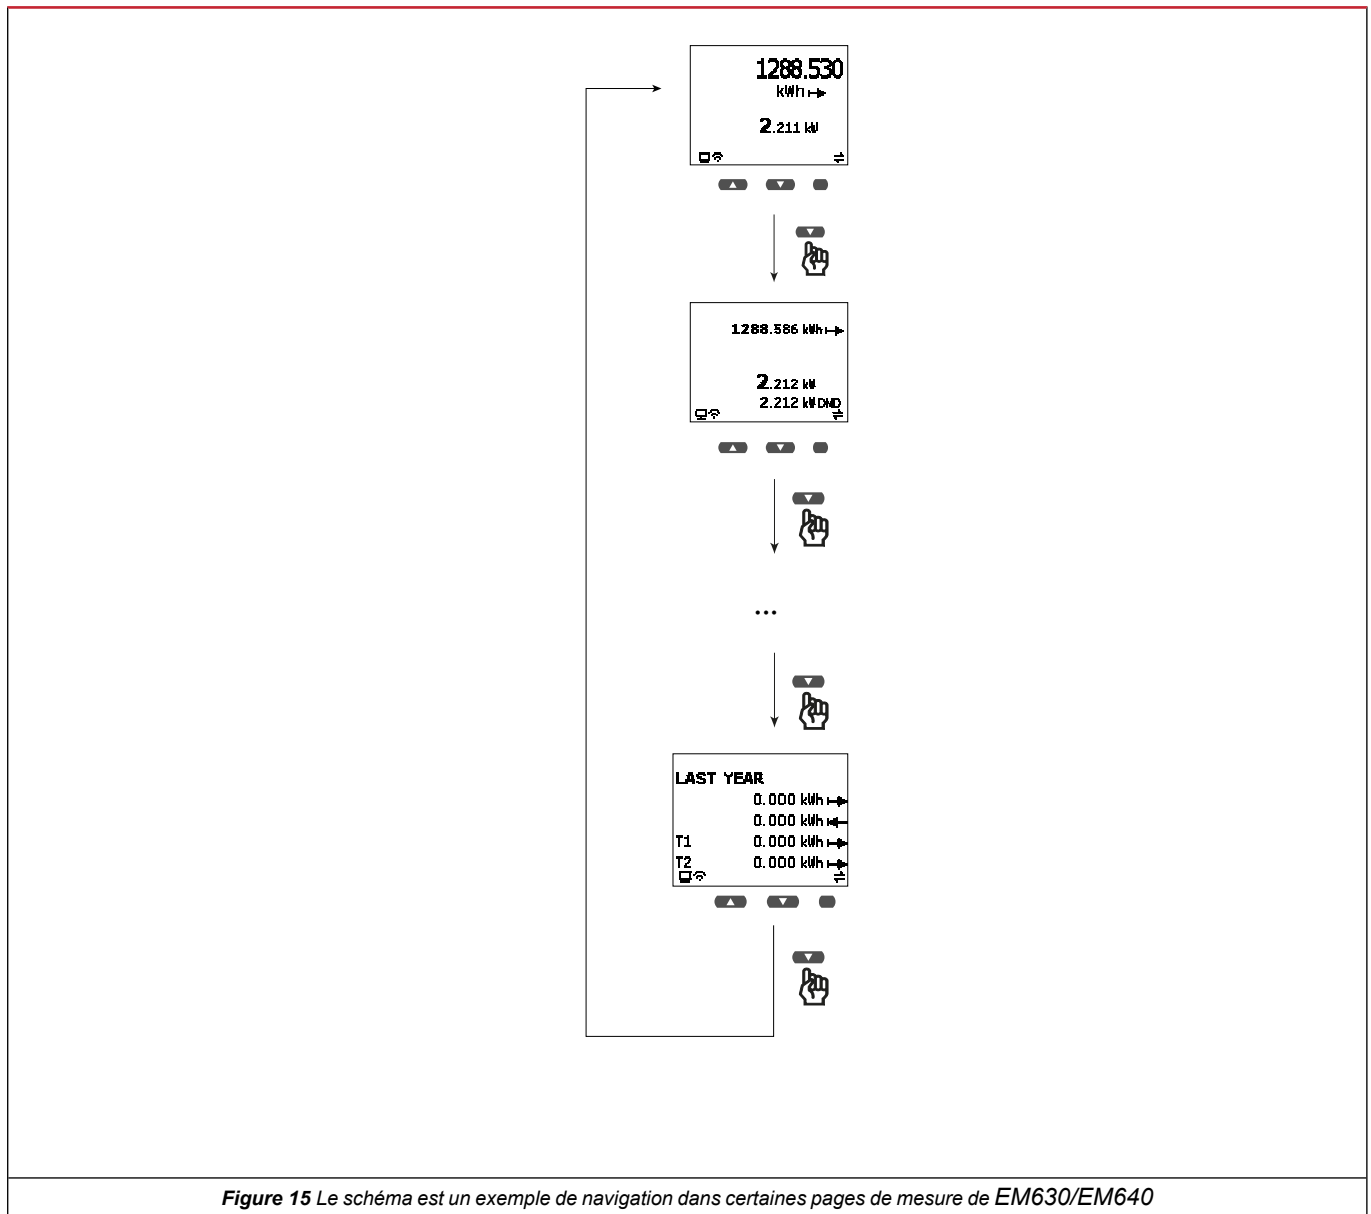 1288.530
kWh
2.211 kW
1288.586 kWh
2.212 kW
2.212 kW DMD
...
LAST YEAR
0.000 kWh
0.000 kWh
T1 0.000 kWh
T2 0.000 kWh
Figure 15 Le schéma est un exemple de navigation dans certaines pages de mesure de EM630/EM640